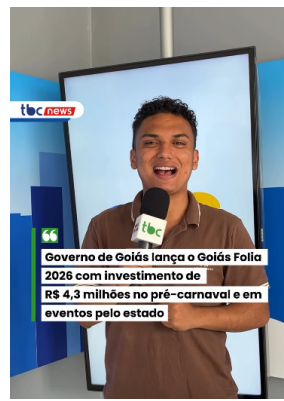 tbc news
tbc
Governo de Goiás lança o Goiás Folia
2026 com investimento de
R$ 4,3 milhões no pré-carnaval e em
eventos pelo estado